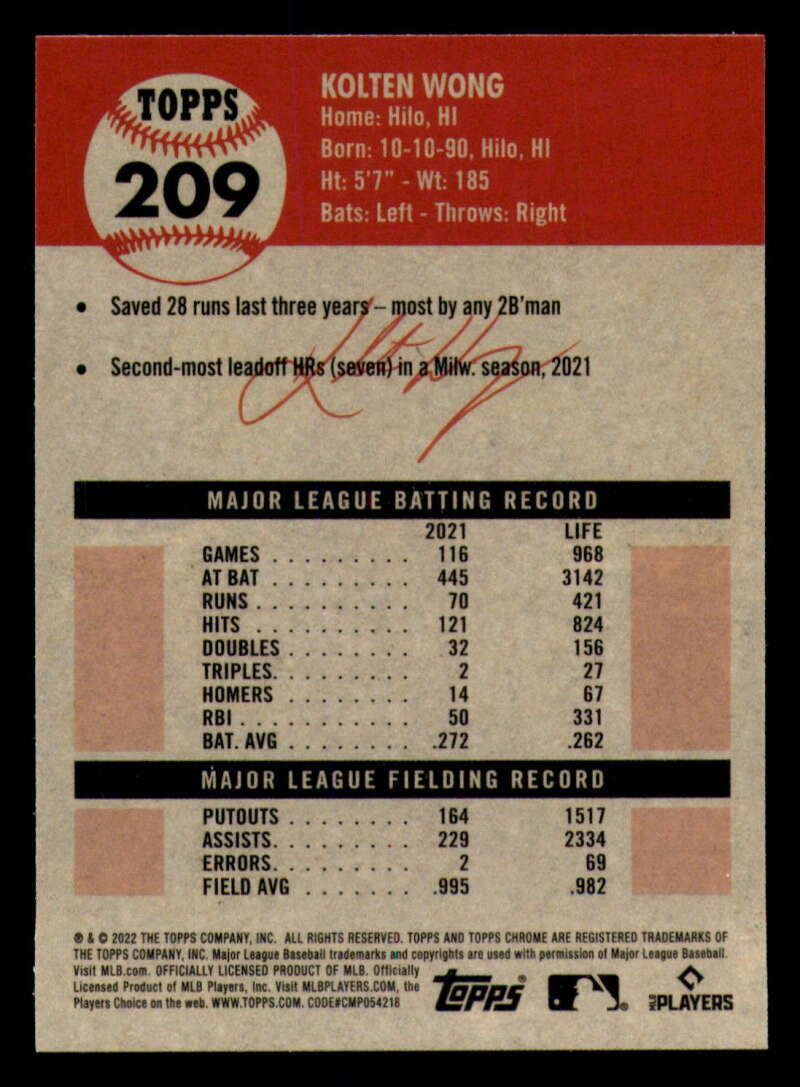 TOPPS
209
KOLTEN WONG
Home: Hilo, HI
Born: 10-10-90, Hilo, HI
Ht: 5'7" - Wt: 185
Bats: Left - Throws: Right
• Saved 28 runs last three years – most by any 2B'man
• Second-most leadoff HRs (seven) in a Milw. season, 2021
MAJOR LEAGUE BATTING RECORD
2021 LIFE
GAMES . . . . . . . . . 116 968
AT BAT . . . . . . . . . 445 3142
RUNS . . . . . . . . . . 70 421
HITS . . . . . . . . . . 121 824
DOUBLES . . . . . . . . 32 156
TRIPLES. . . . . . . . . 2 27
HOMERS . . . . . . . . 14 67
RBI . . . . . . . . . . . 50 331
BAT. AVG . . . . . . . . .272 .262
MAJOR LEAGUE FIELDING RECORD
PUTOUTS . . . . . . . . 164 1517
ASSISTS. . . . . . . . . 229 2334
ERRORS. . . . . . . . . 2 69
FIELD AVG . . . . . . . .995 .982
® & © 2022 THE TOPPS COMPANY, INC. ALL RIGHTS RESERVED. TOPPS AND TOPPS CHROME ARE REGISTERED TRADEMARKS OF
THE TOPPS COMPANY, INC. Major League Baseball trademarks and copyrights are used with permission of Major League Baseball.
Visit MLB.com. OFFICIALLY LICENSED PRODUCT OF MLB. Officially
Licensed Product of MLB Players, Inc. Visit MLBPLAYERS.COM, the
Players Choice on the web. WWW.TOPPS.COM. CODE#CMP054218
Topps®
MLB PLAYERS